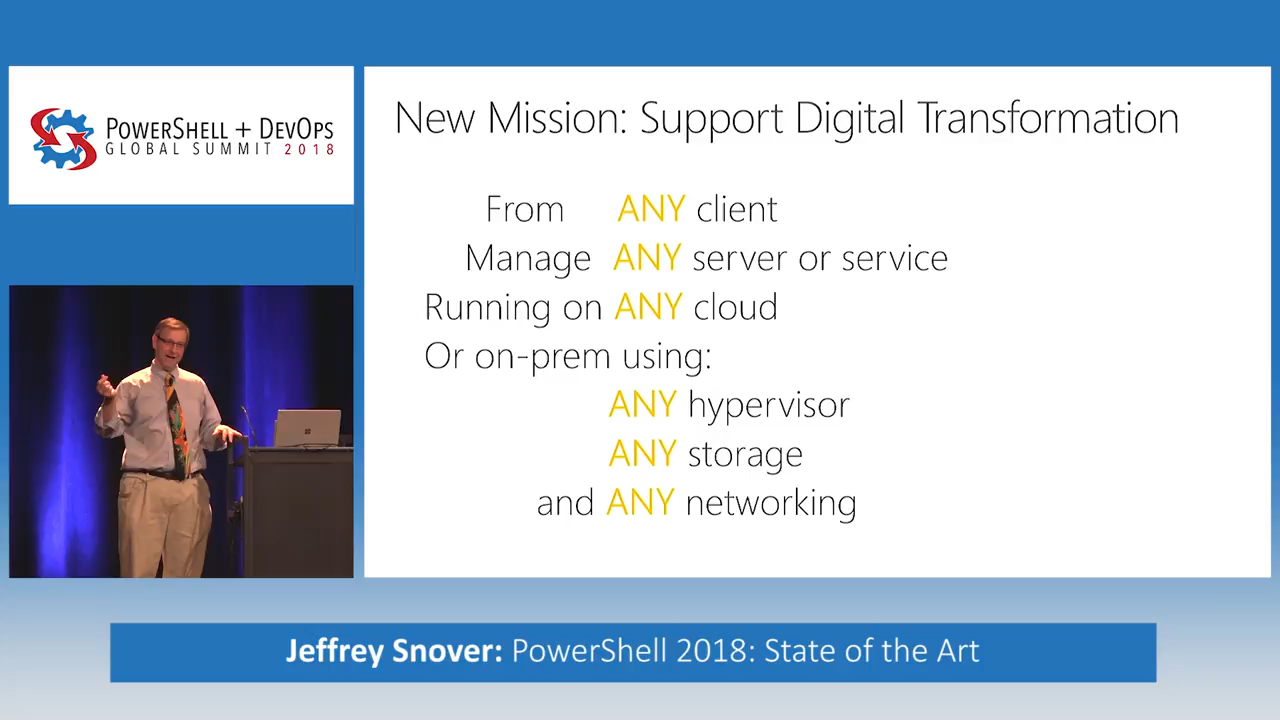 POWERSHELL + DEVOPS
GLOBAL SUMMIT 2018
New Mission: Support Digital Transformation
From ANY client
Manage ANY server or service
Running on ANY cloud
Or on-prem using:
ANY hypervisor
ANY storage
and ANY networking
Jeffrey Snover: PowerShell 2018: State of the Art